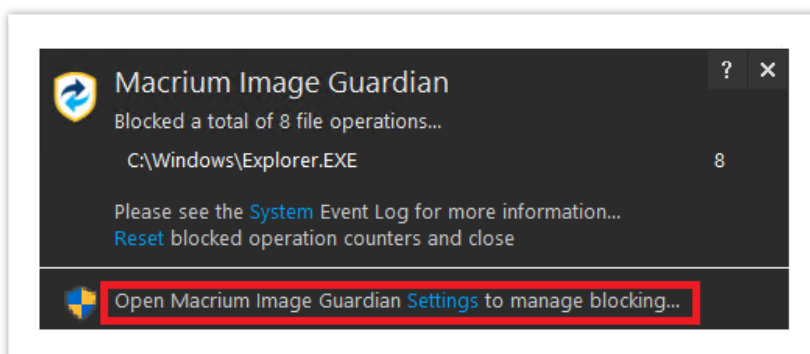 Macrium Image Guardian
? ×
Blocked a total of 8 file operations...
C:\Windows\Explorer.EXE 8
Please see the System Event Log for more information...
Reset blocked operation counters and close
Open Macrium Image Guardian Settings to manage blocking...